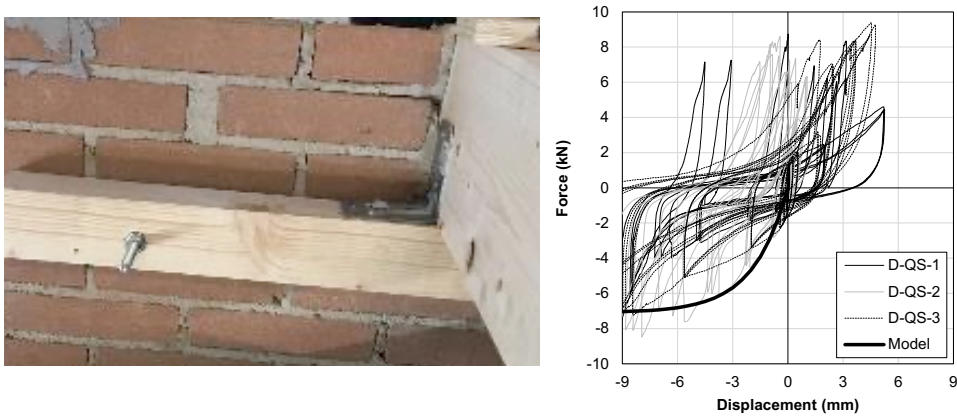 10
8
6
4
2
0
-2
-4
-6
-8
-10
Force (kN)
D-QS-1
D-QS-2
D-QS-3
Model
-9 -6 -3 0 3 6 9
Displacement (mm)